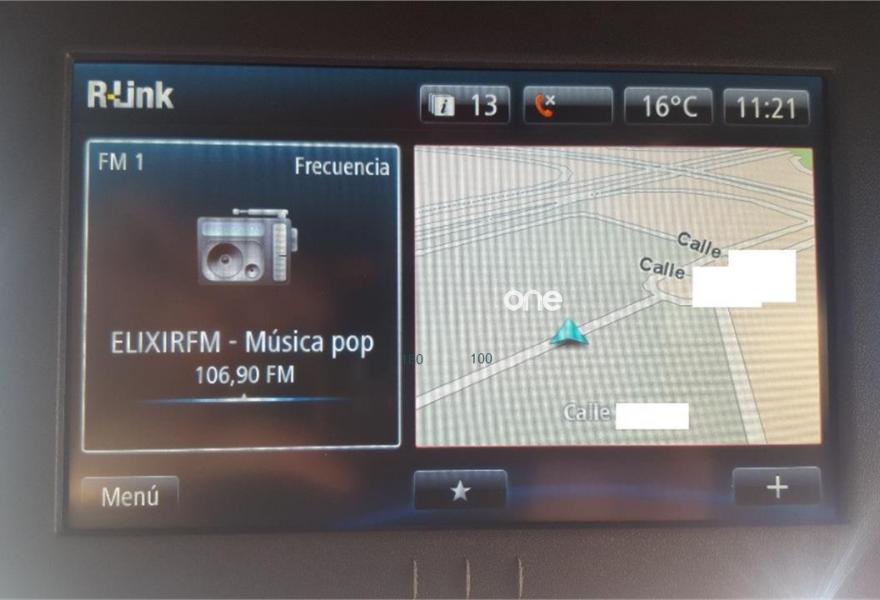 R-Link
13
16°C
11:21
FM 1
Frecuencia
ELIXIRFM - Música pop
106,90 FM
Calle
Calle
one
100
Calle
Menú